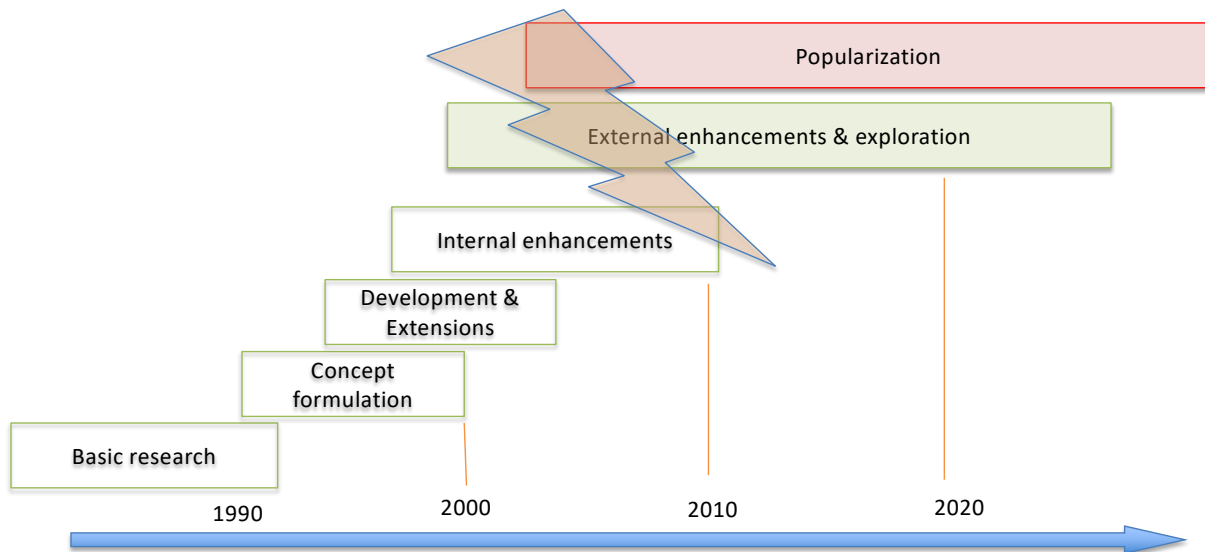 Popularization
External enhancements & exploration
Internal enhancements
Development &
Extensions
Concept
formulation
Basic research
1990
2000
2010
2020